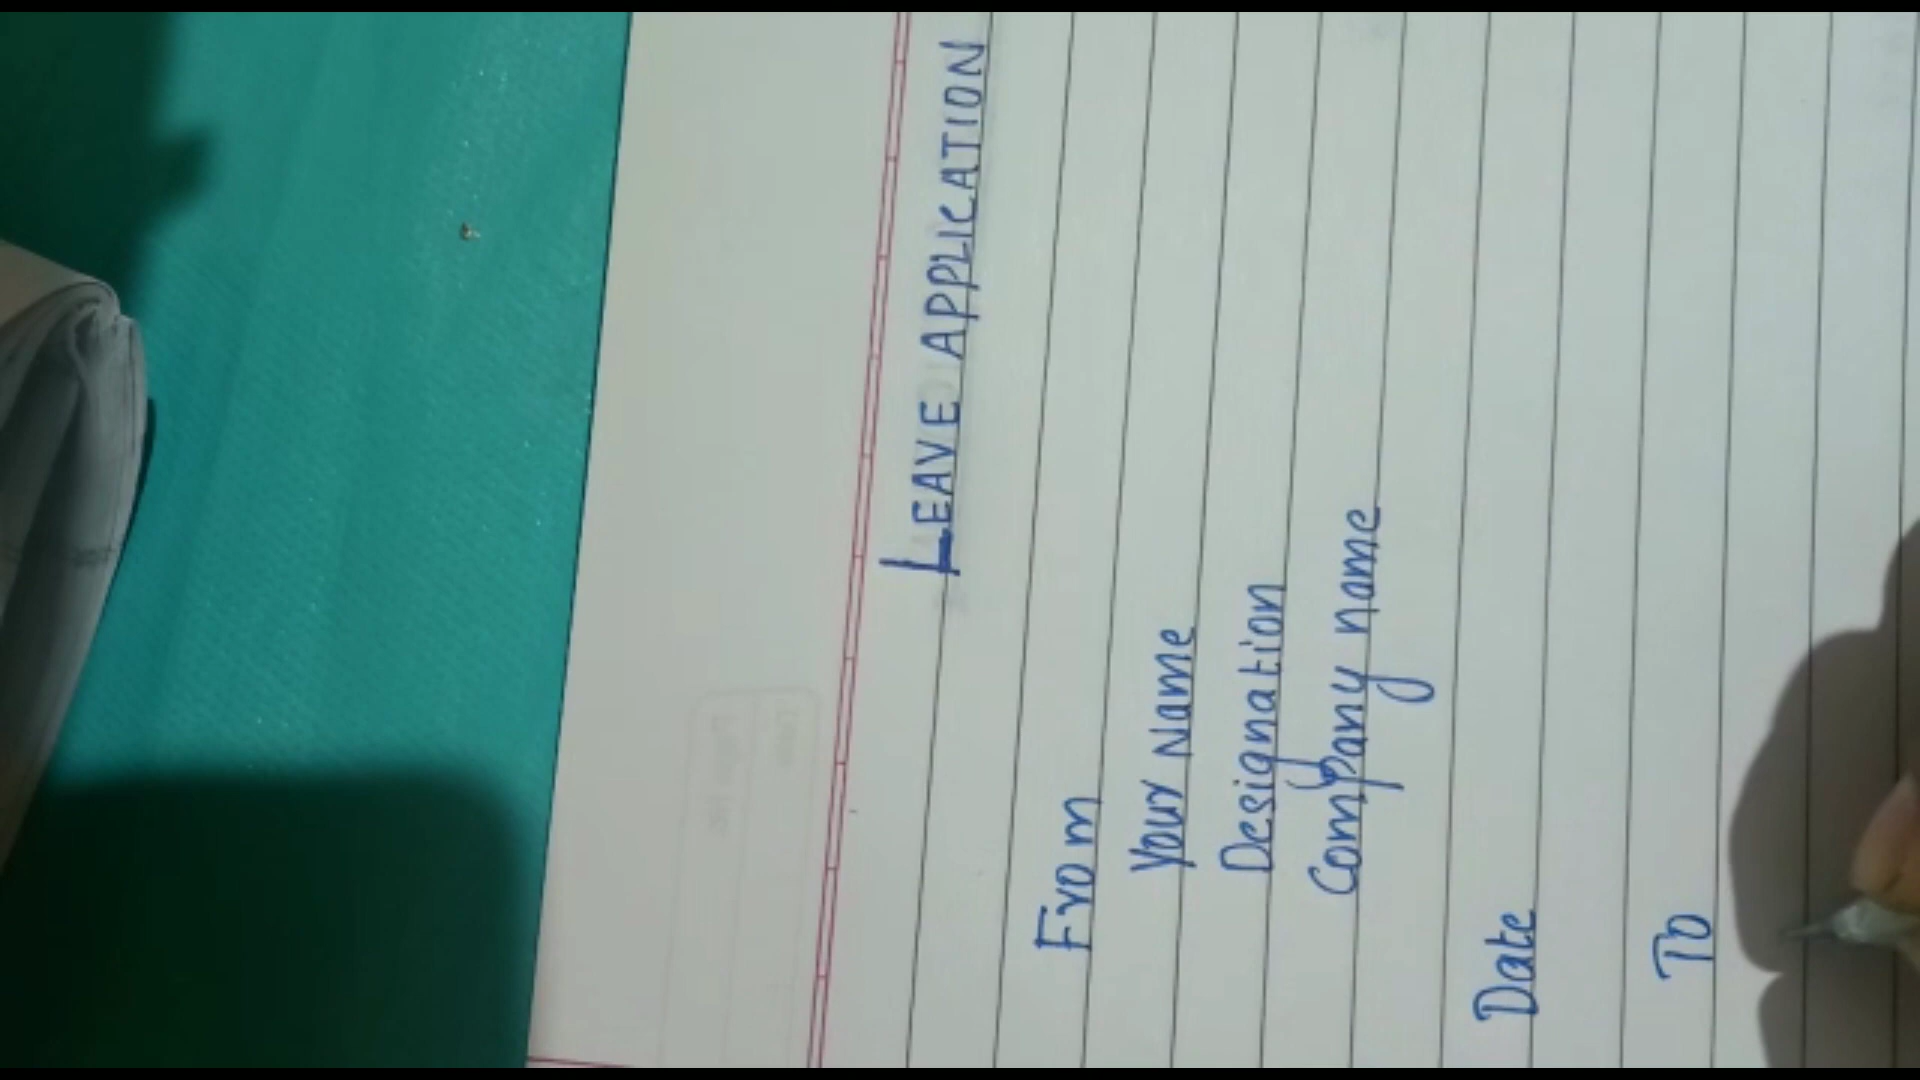 LEAVE APPLICATION
From
Your Name
Designation
Company name
Date
To